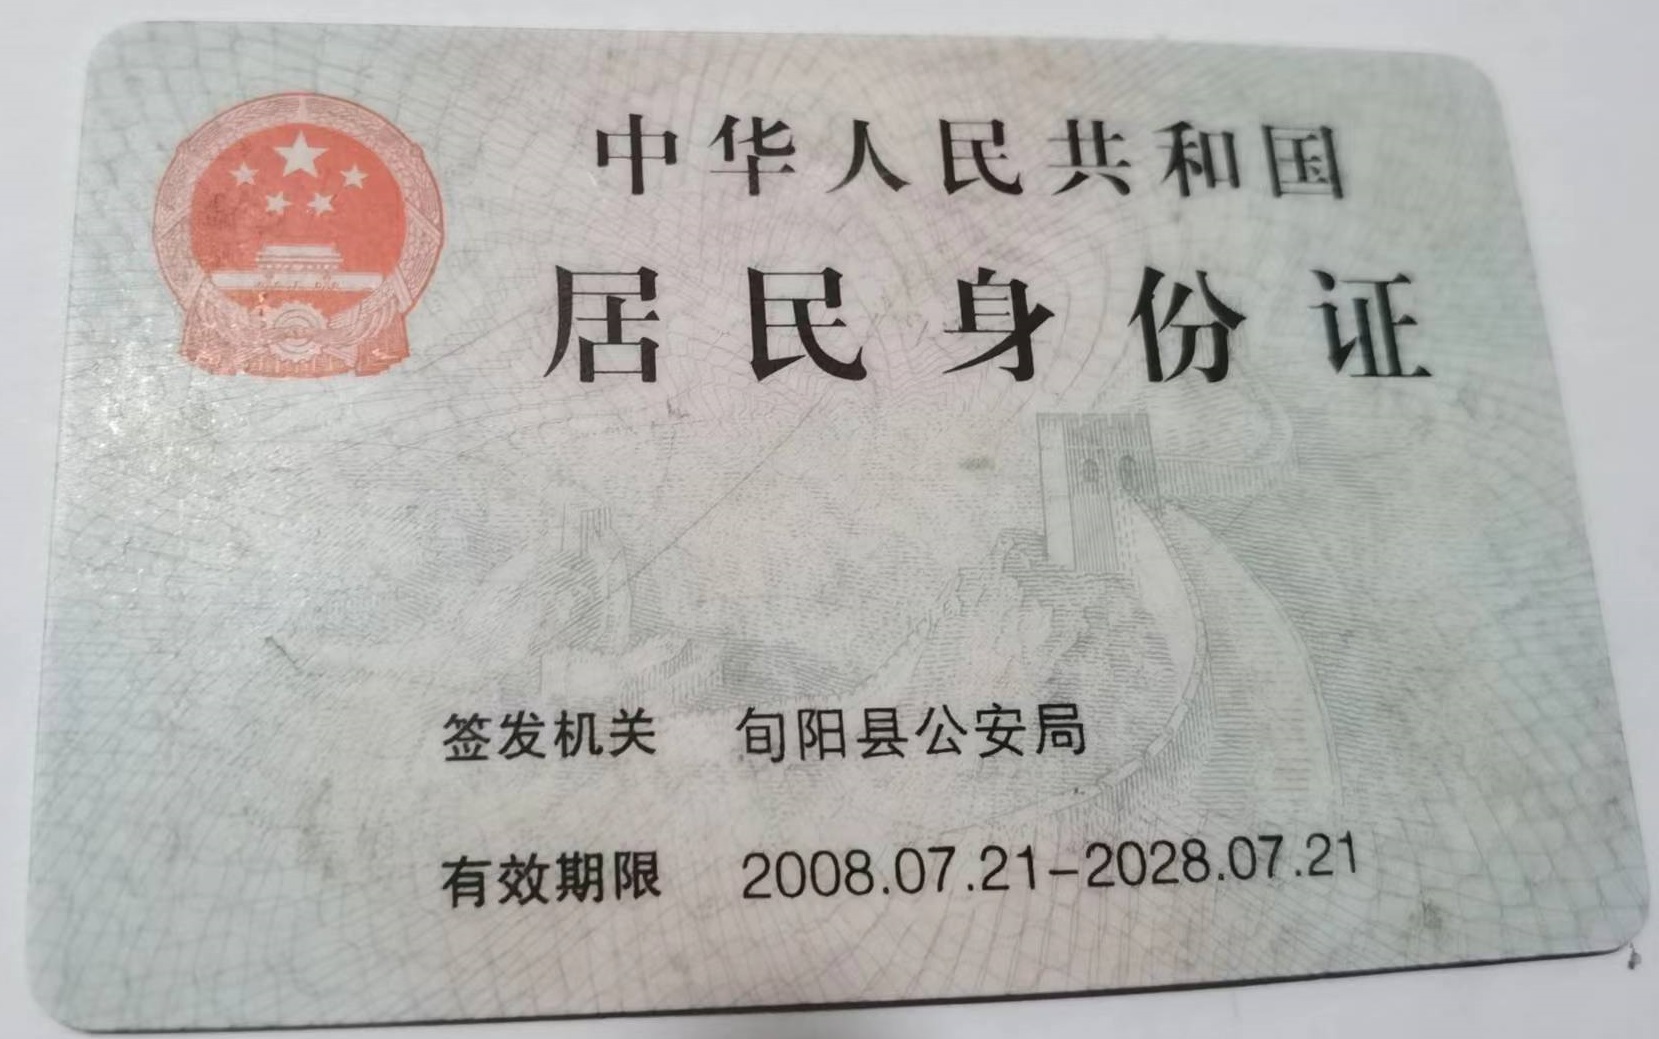 中华人民共和国
居民身份证
签发机关 旬阳县公安局
有效期限 2008.07.21-2028.07.21